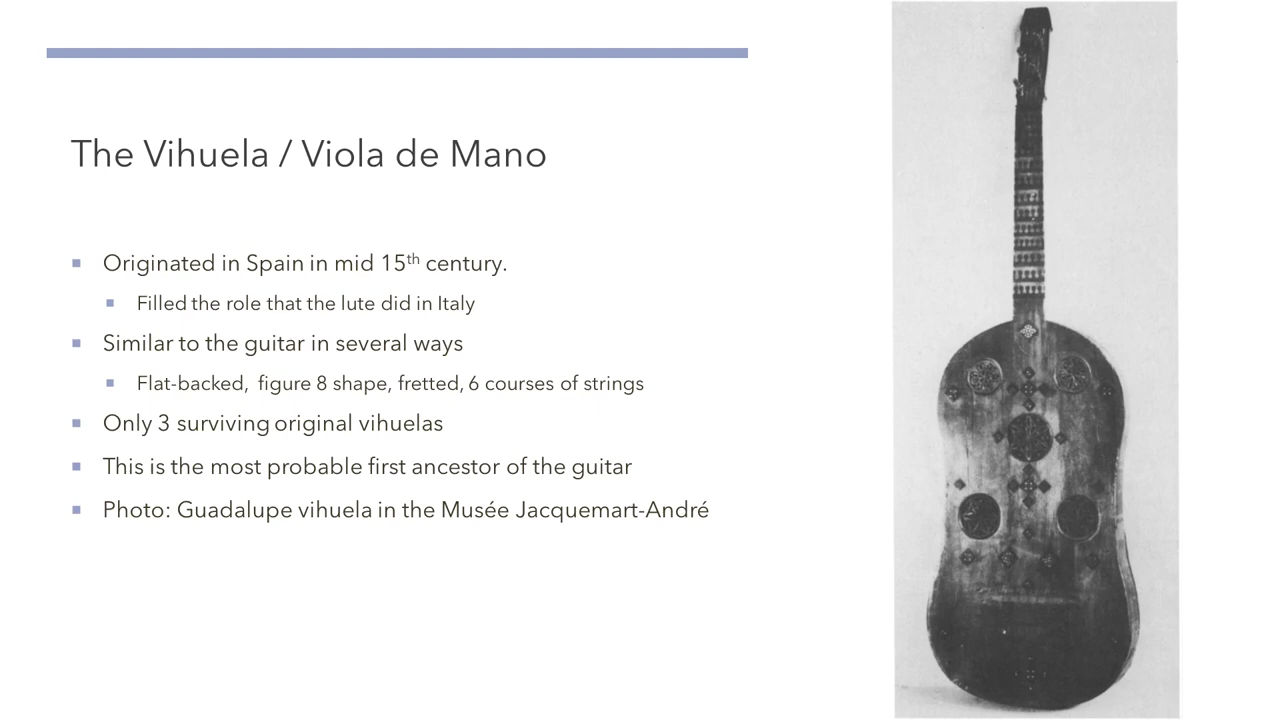 The Vihuela / Viola de Mano
Originated in Spain in mid 15th century.
Filled the role that the lute did in Italy
Similar to the guitar in several ways
Flat-backed,  figure 8 shape, fretted, 6 courses of strings
Only 3 surviving original vihuelas
This is the most probable first ancestor of the guitar
Photo: Guadalupe vihuela in the Musée Jacquemart-André